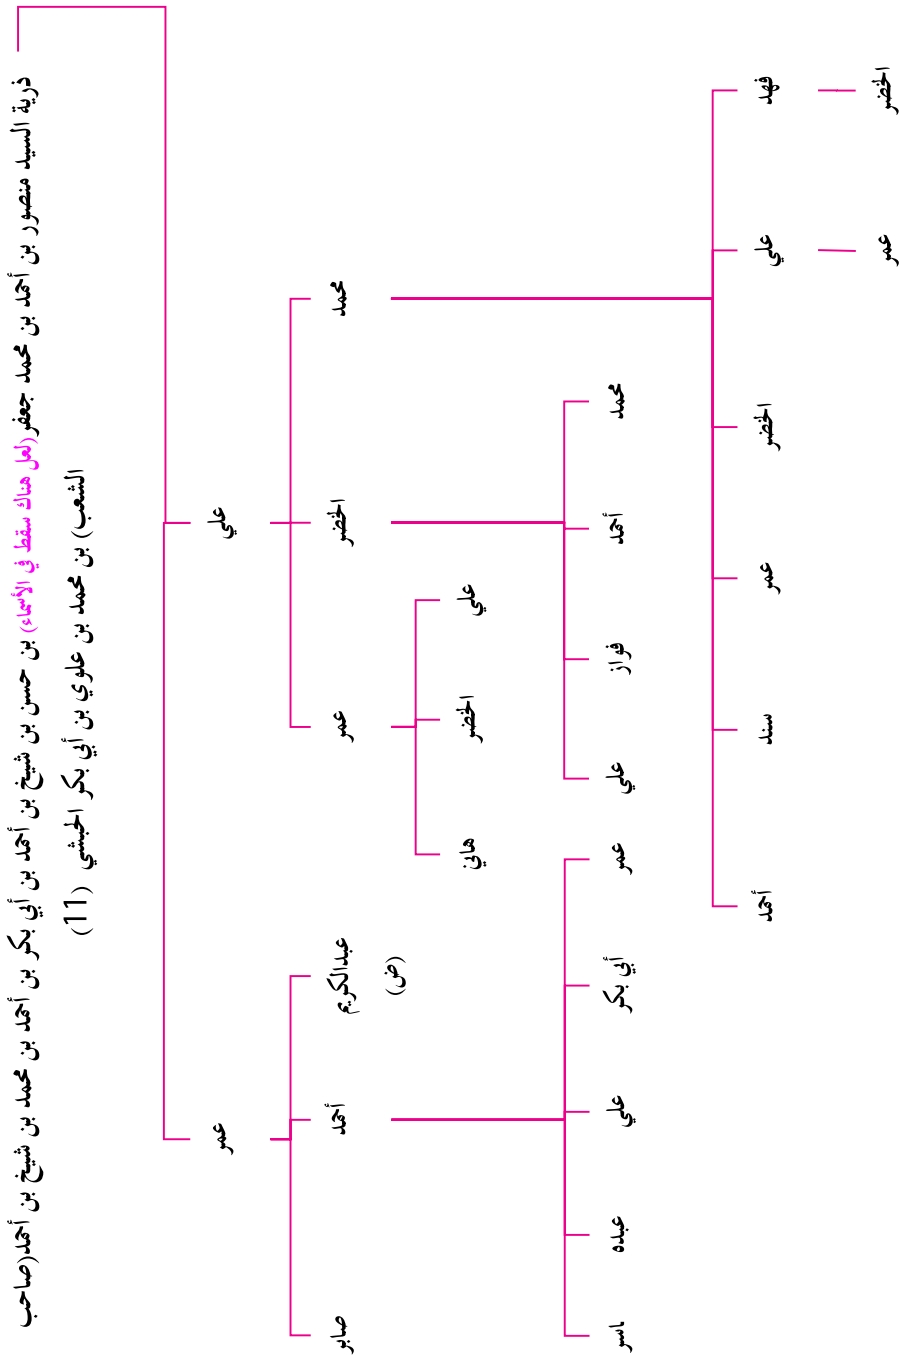 ذرية السيد منصور بن أحمد بن محمد جعفر (لعل هناك سقط في الأسماء) بن حسن بن شيخ بن أحمد بن أبي بكر بن أحمد بن محمد بن شيخ بن أحمد(صاحب
الشعب) بن محمد بن علوي بن أبي بكر الحبشي (11)
علي
عمر
محمد
الخضر
عمر
عبدالكريم
(ض)
أحمد
صابر
علي
الخضر
هاني
محمد
أحمد
فواز
علي
عمر
أبي بكر
علي
عبده
ياسر
فهد
علي
الخضر
عمر
سند
أحمد
الخضر
عمر